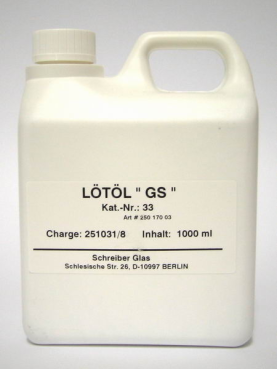 LÖTÖL " GS "
Kat.-Nr.: 33
Art # 250 170 03
Charge: 251031/8 Inhalt: 1000 ml
Schreiber Glas
Schlesische Str. 26, D-10997 BERLIN